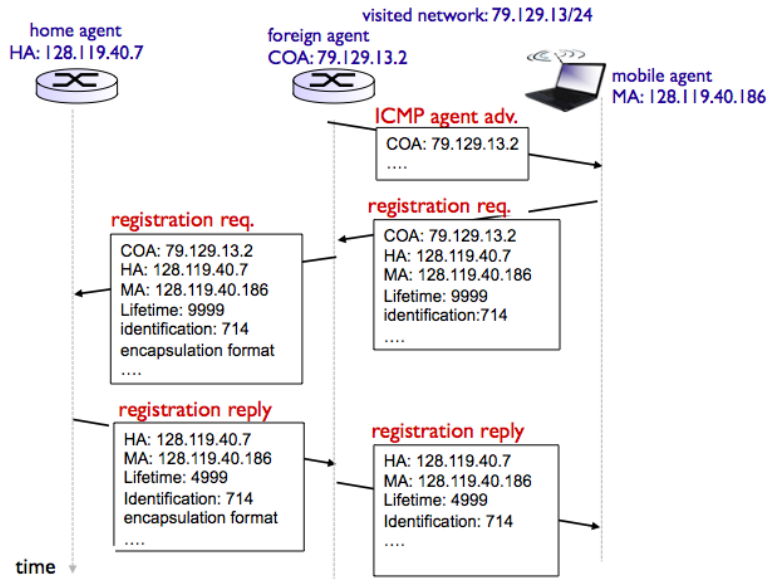 visited network: 79.129.13/24
home agent
HA: 128.119.40.7
foreign agent
COA: 79.129.13.2
mobile agent
MA: 128.119.40.186
ICMP agent adv.
COA: 79.129.13.2
....
registration req.
COA: 79.129.13.2
HA: 128.119.40.7
MA: 128.119.40.186
Lifetime: 9999
identification:714
....
registration req.
COA: 79.129.13.2
HA: 128.119.40.7
MA: 128.119.40.186
Lifetime: 9999
identification: 714
encapsulation format
....
registration reply
HA: 128.119.40.7
MA: 128.119.40.186
Lifetime: 4999
Identification: 714
encapsulation format
....
registration reply
HA: 128.119.40.7
MA: 128.119.40.186
Lifetime: 4999
Identification: 714
....
time